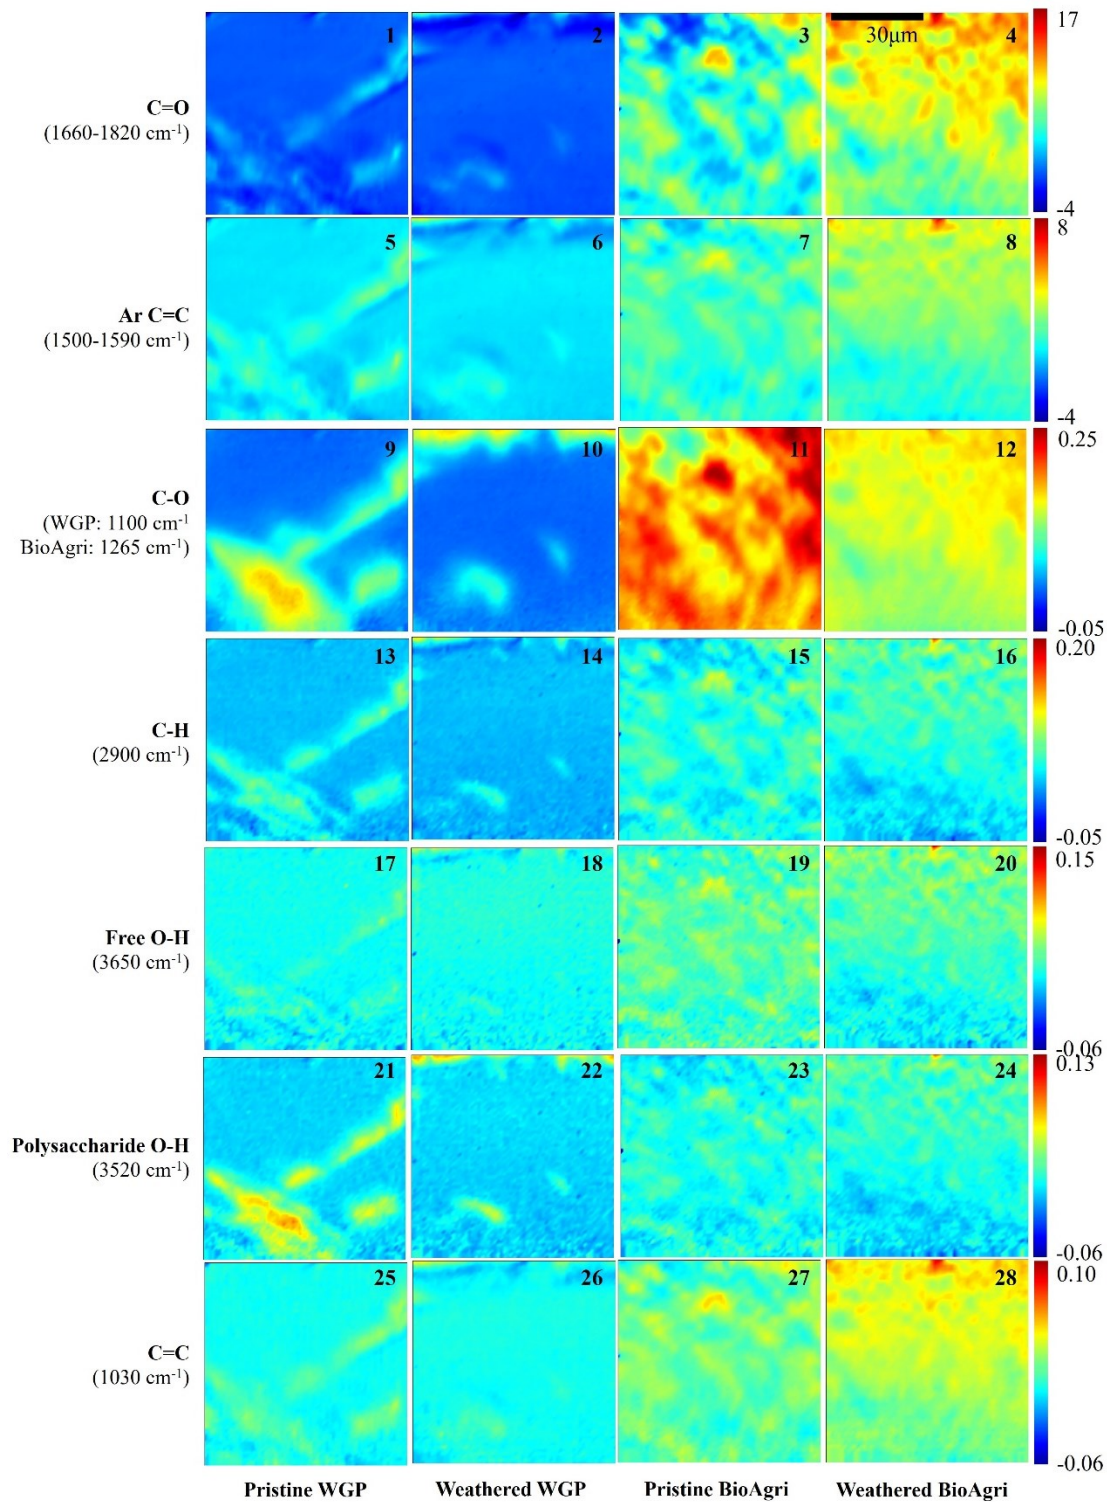 1 2 3 30μm 4 17
C=O
(1660-1820 cm-1)
-4
5 6 7 8 8
Ar C=C
(1500-1590 cm-1)
-4
9 10 11 12 0.25
C-O
(WGP: 1100 cm-1
BioAgri: 1265 cm-1)
-0.05
13 14 15 16 0.20
C-H
(2900 cm-1)
-0.05
17 18 19 20 0.15
Free O-H
(3650 cm-1)
-0.06
21 22 23 24 0.13
Polysaccharide O-H
(3520 cm-1)
-0.06
25 26 27 28 0.10
C=C
(1030 cm-1)
-0.06
Pristine WGP Weathered WGP Pristine BioAgri Weathered BioAgri